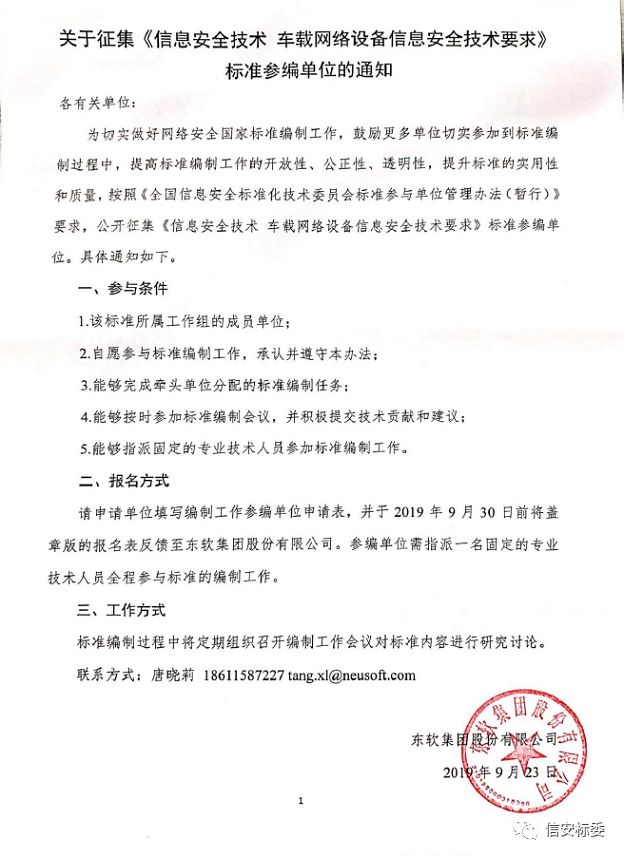 关于征集《信息安全技术 车载网络设备信息安全技术要求》
标准参编单位的通知
各有关单位：
为切实做好网络安全国家标准编制工作，鼓励更多单位切实参加到标准编
制过程中，提高标准编制工作的开放性、公正性、透明性，提升标准的实用性
和质量，按照《全国信息安全标准化技术委员会标准参与单位管理办法（暂行）》
要求，公开征集《信息安全技术 车载网络设备信息安全技术要求》标准参编单
位。具体通知如下。
一、参与条件
1.该标准所属工作组的成员单位；
2.自愿参与标准编制工作，承认并遵守本办法；
3.能够完成牵头单位分配的标准编制任务；
4.能够按时参加标准编制会议，并积极提交技术贡献和建议；
5.能够指派固定的专业技术人员参加标准编制工作。
二、报名方式
请申请单位填写编制工作参编单位申请表，并于 2019 年 9 月 30 日前将盖
章版的报名表反馈至东软集团股份有限公司。参编单位需指派一名固定的专业
技术人员全程参与标准的编制工作。
三、工作方式
标准编制过程中将定期组织召开编制工作会议对标准内容进行研究讨论。
联系方式：唐晓莉 18611587227 tang.xl@neusoft.com
东软集团股份有限公司
2019 年 9 月 23 日
东软集团股份有限公司
1
信安标委